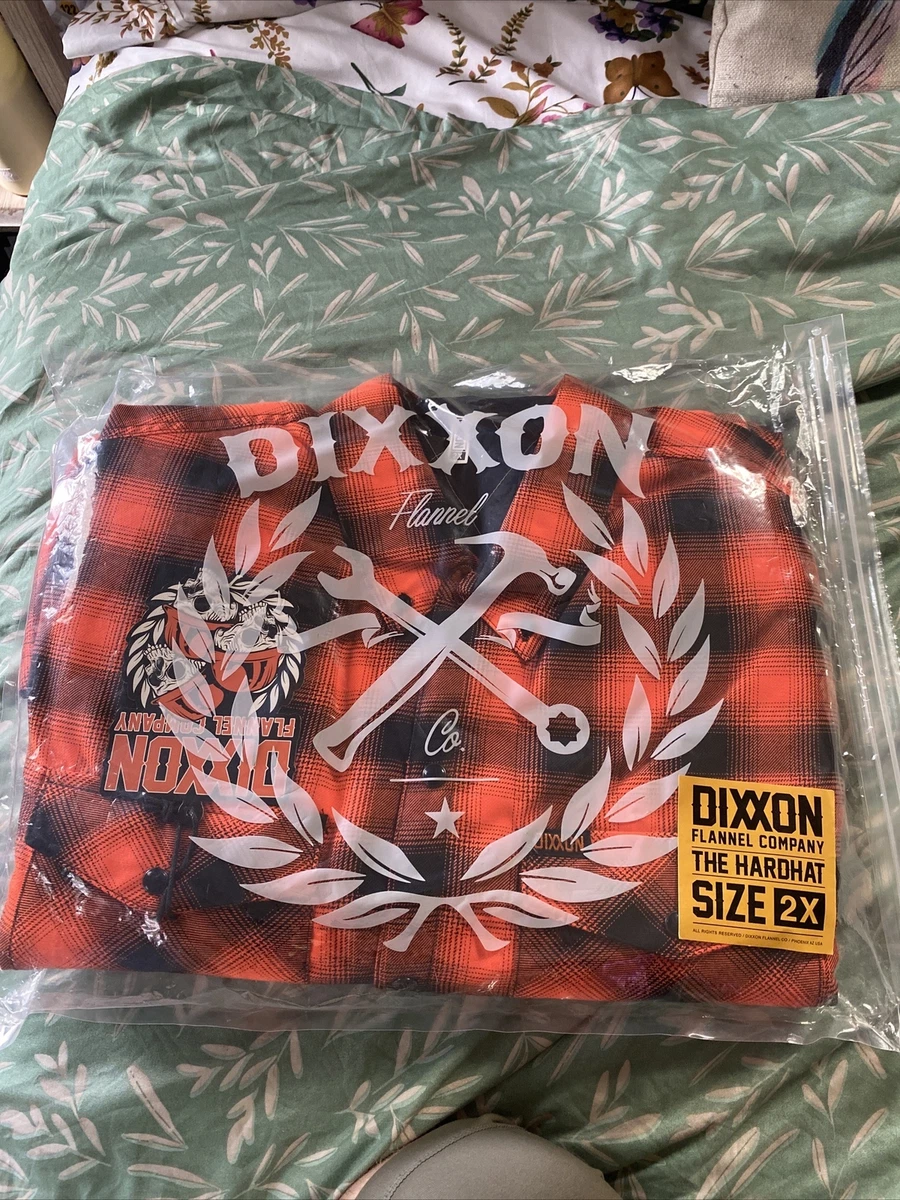 DIXXON
Flannel
Co.
DIXXON
FLANNEL COMPANY
DIXXON
DIXXON
FLANNEL COMPANY
THE HARDHAT
SIZE 2X
ALL RIGHTS RESERVED / DIXXON FLANNEL CO / PHOENIX AZ USA